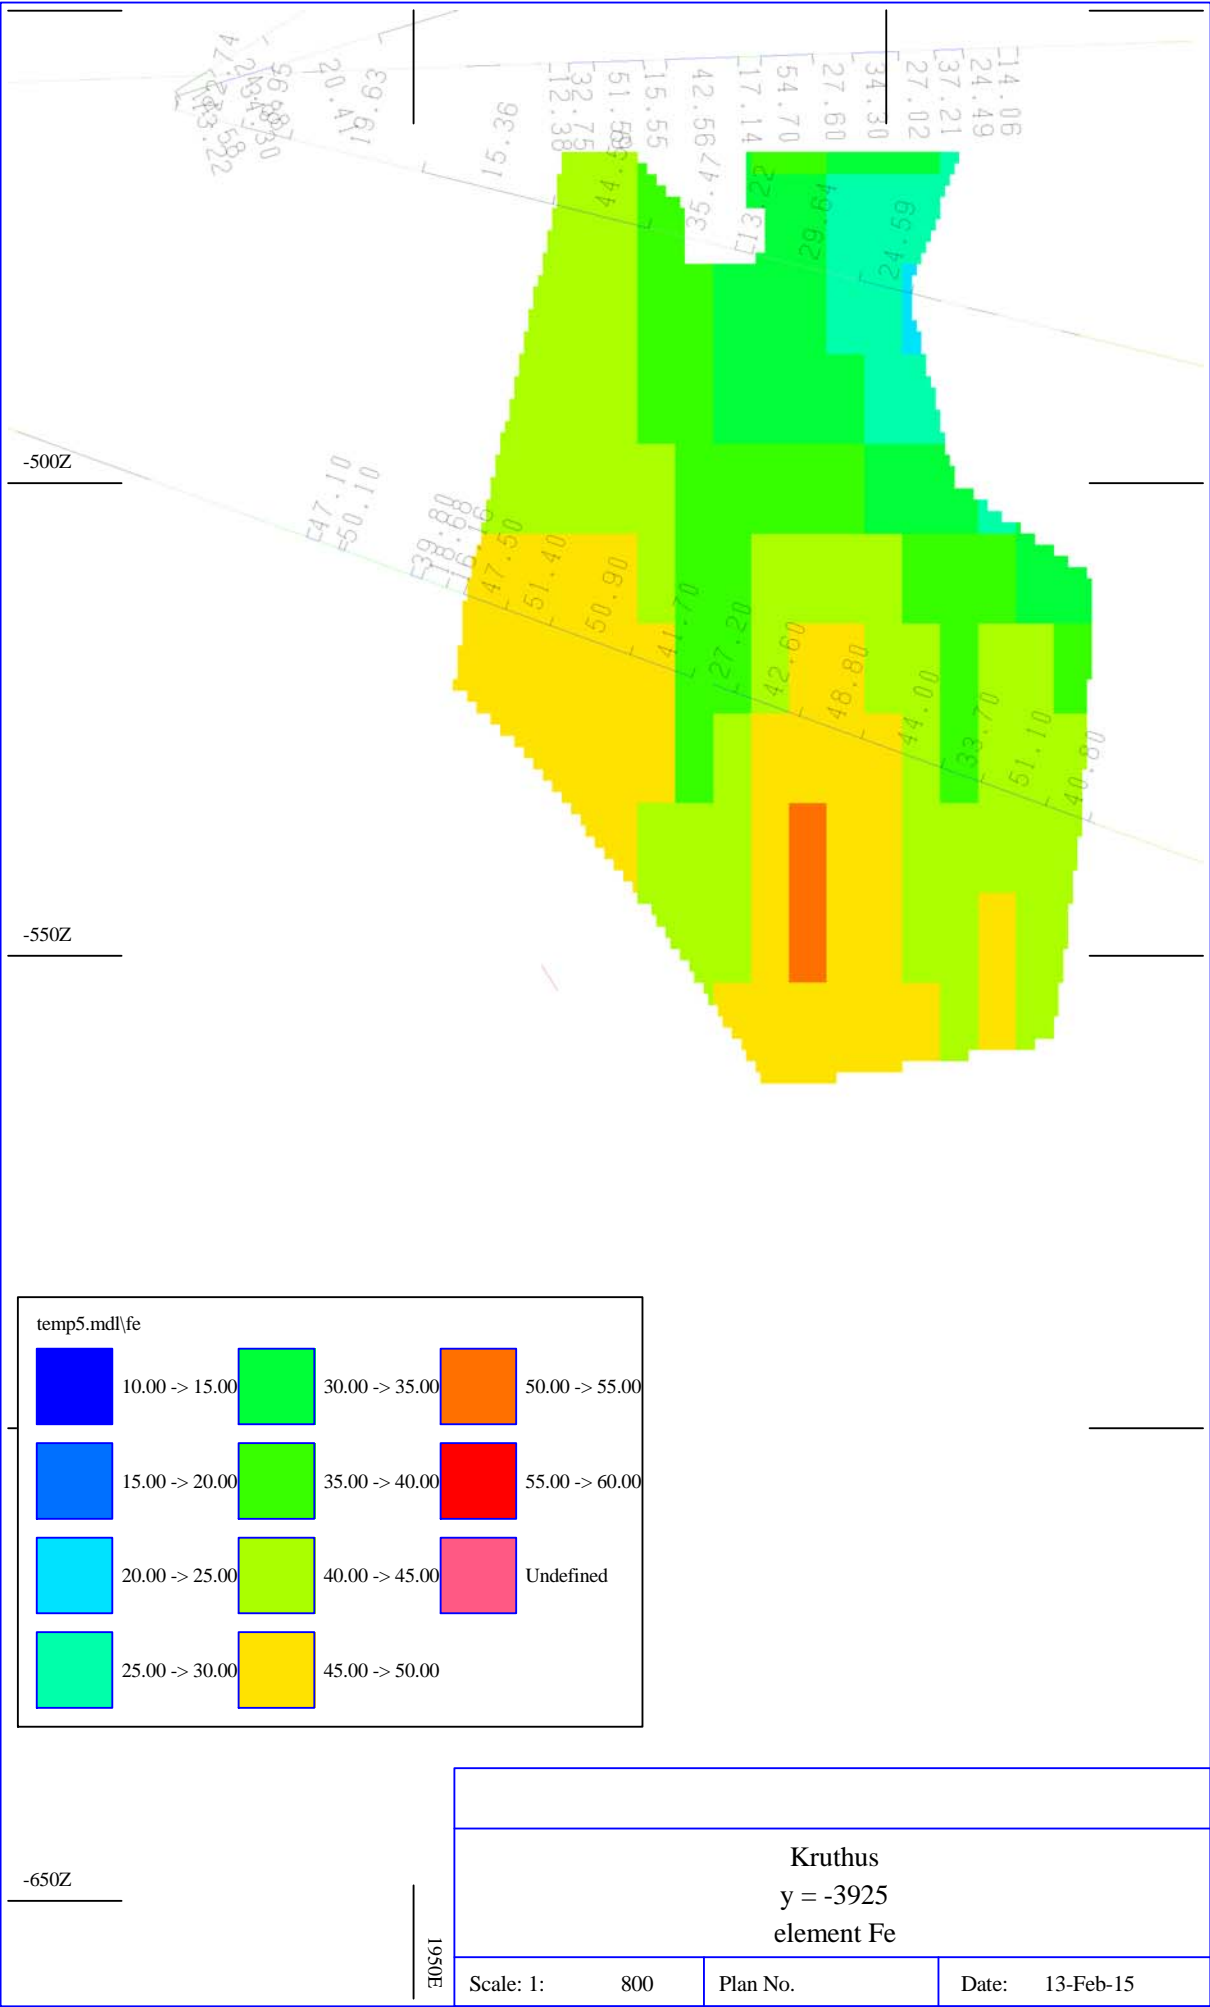 19.63
15.36
12.38
32.75
15.55
42.56
17.14
54.70
27.60
34.30
27.02
37.21
24.49
14.06
35.47
29.64
24.59
-500Z
47.10
50.10
39.80
47.50
51.40
50.90
41.70
27.20
42.60
48.80
44.00
33.70
51.10
40.80
-550Z
temp5.mdl\fe
10.00 -> 15.00 30.00 -> 35.00 50.00 -> 55.00
15.00 -> 20.00 35.00 -> 40.00 55.00 -> 60.00
20.00 -> 25.00 40.00 -> 45.00 Undefined
25.00 -> 30.00 45.00 -> 50.00
-650Z
1950E
Kruthus
y = -3925
element Fe
Scale: 1: 800 Plan No. Date: 13-Feb-15